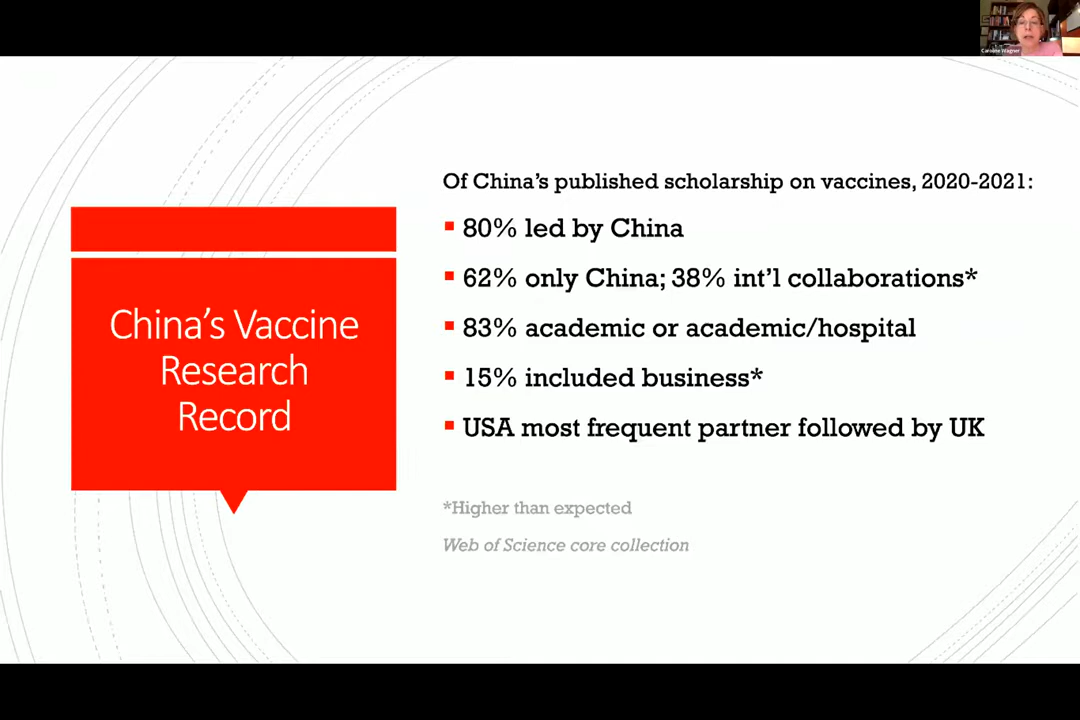 Caroline Wagner
Of China's published scholarship on vaccines, 2020-2021:
▪ 80% led by China
▪ 62% only China; 38% int'l collaborations*
▪ 83% academic or academic/hospital
▪ 15% included business*
▪ USA most frequent partner followed by UK
China's Vaccine
Research
Record
*Higher than expected
Web of Science core collection